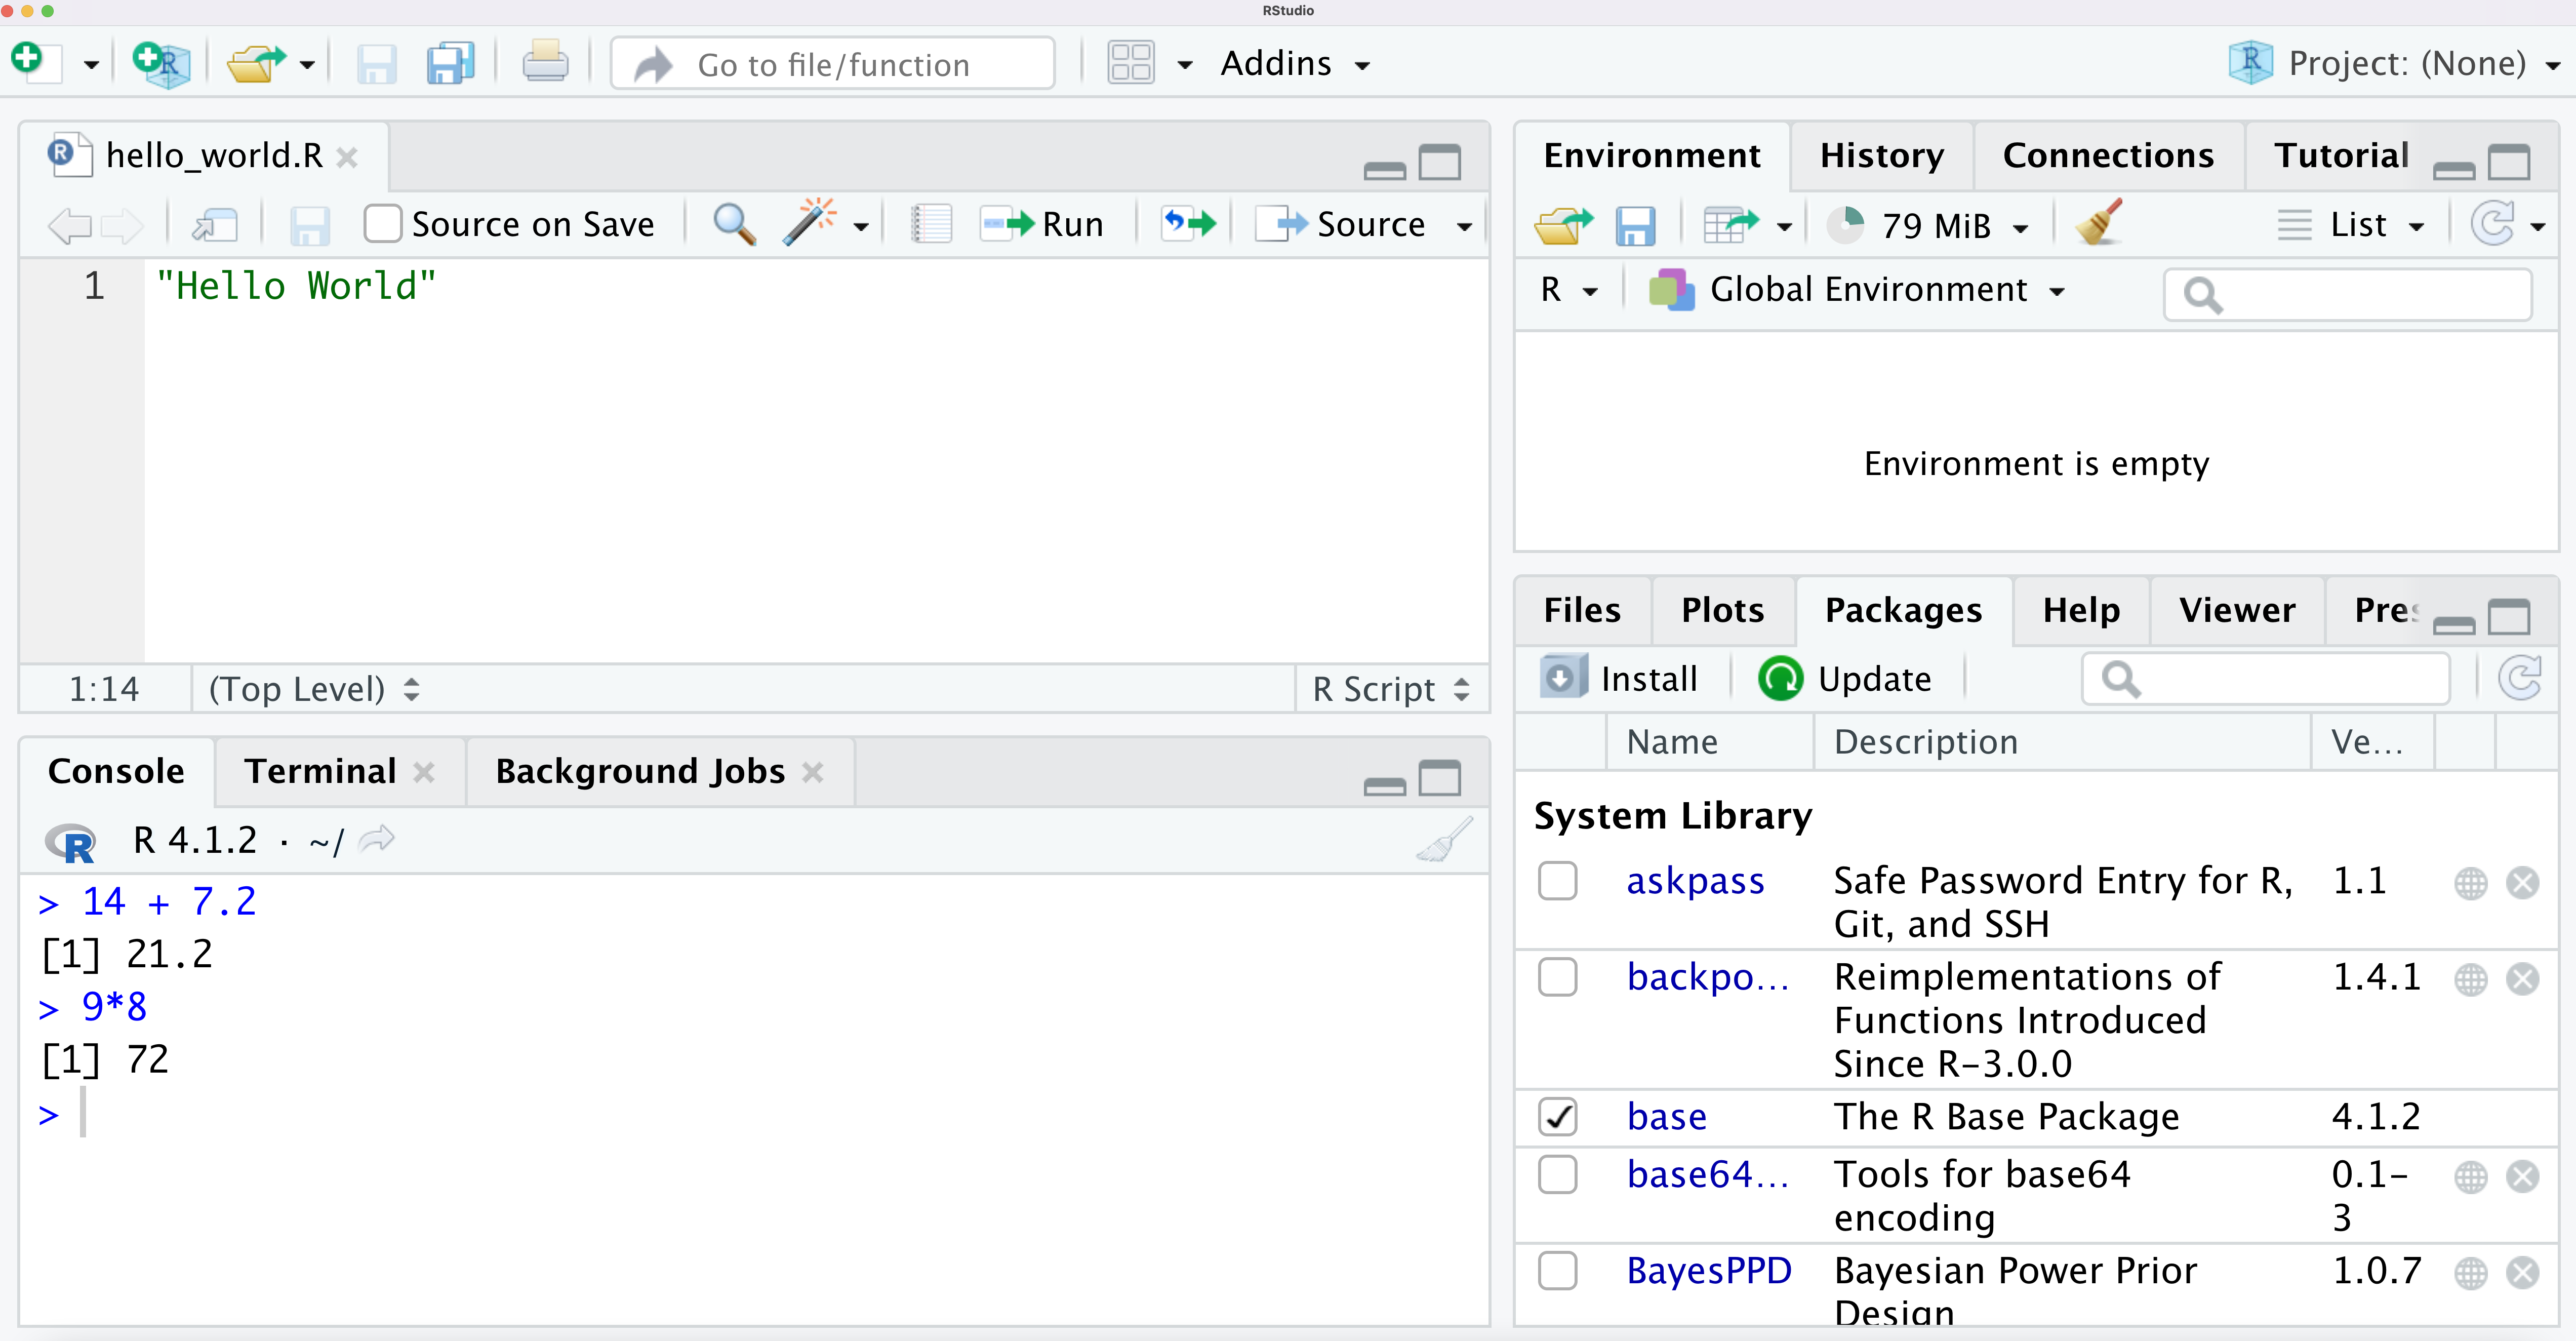 RStudio
Go to file/function
Addins
Project: (None)
hello_world.R
Source on Save
Run
Source
1 "Hello World"
1:14
(Top Level)
R Script
Console
Terminal
Background Jobs
R 4.1.2 · ~/
> 14 + 7.2
[1] 21.2
> 9*8
[1] 72
>
Environment
History
Connections
Tutorial
79 MiB
List
R
Global Environment
Environment is empty
Files
Plots
Packages
Help
Viewer
Pres
Install
Update
Name
Description
Ve...
System Library
askpass
Safe Password Entry for R,
Git, and SSH
1.1
backpo...
Reimplementations of
Functions Introduced
Since R-3.0.0
1.4.1
base
The R Base Package
4.1.2
base64...
Tools for base64
encoding
0.1-
3
BayesPPD
Bayesian Power Prior
Design
1.0.7